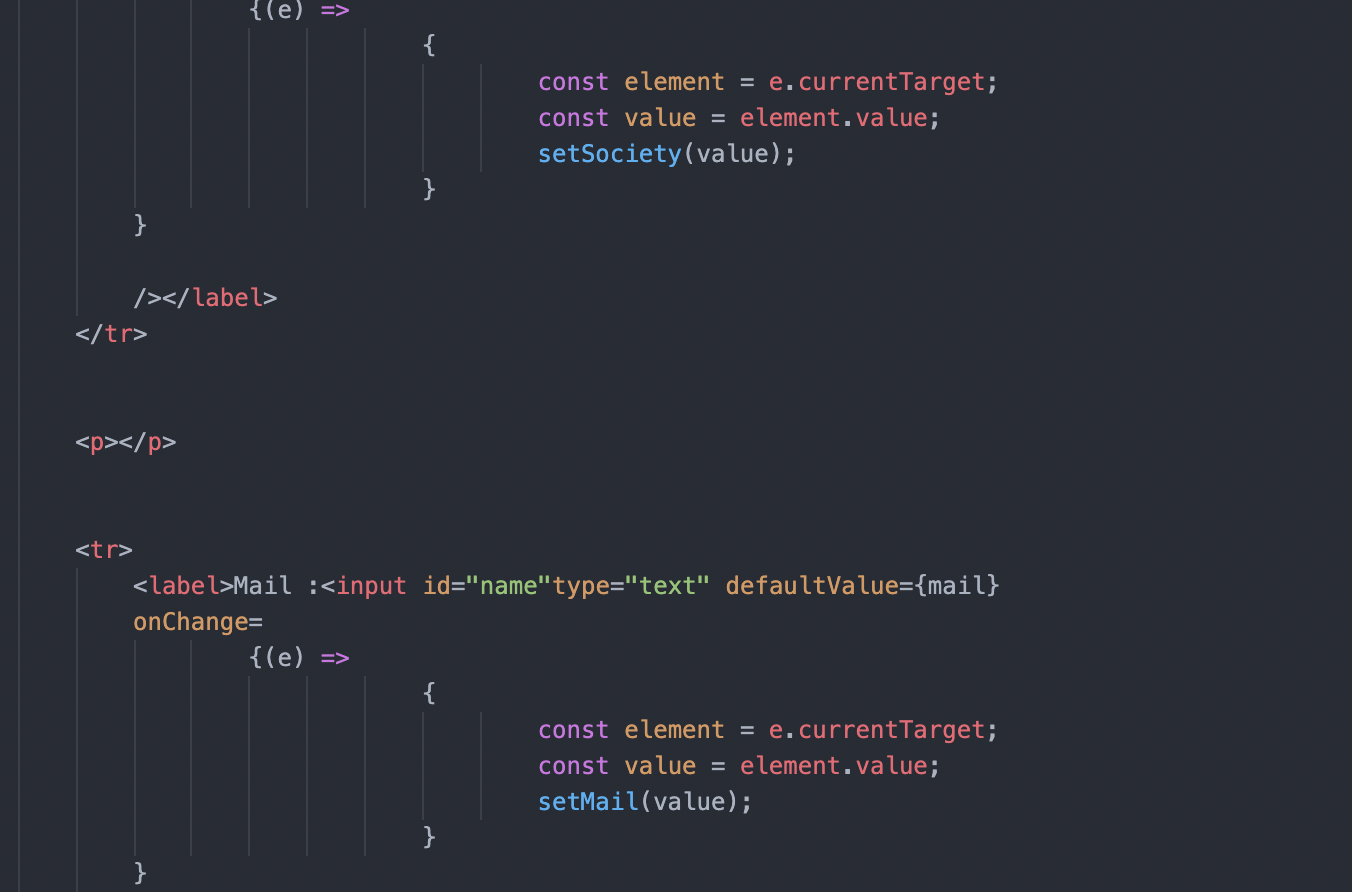 {(e) =>
{
const element = e.currentTarget;
const value = element.value;
setSociety(value);
}
}
/></label>
</tr>
<p></p>
<tr>
<label>Mail :<input id="name"type="text" defaultValue={mail}
onChange=
{(e) =>
{
const element = e.currentTarget;
const value = element.value;
setMail(value);
}
}